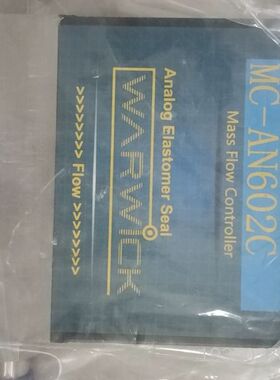 MC-AN602C
Mass Flow Controller
WARWICK
Analog Elastomer Seal
>>>>>>>> Flow >>>>>>>>